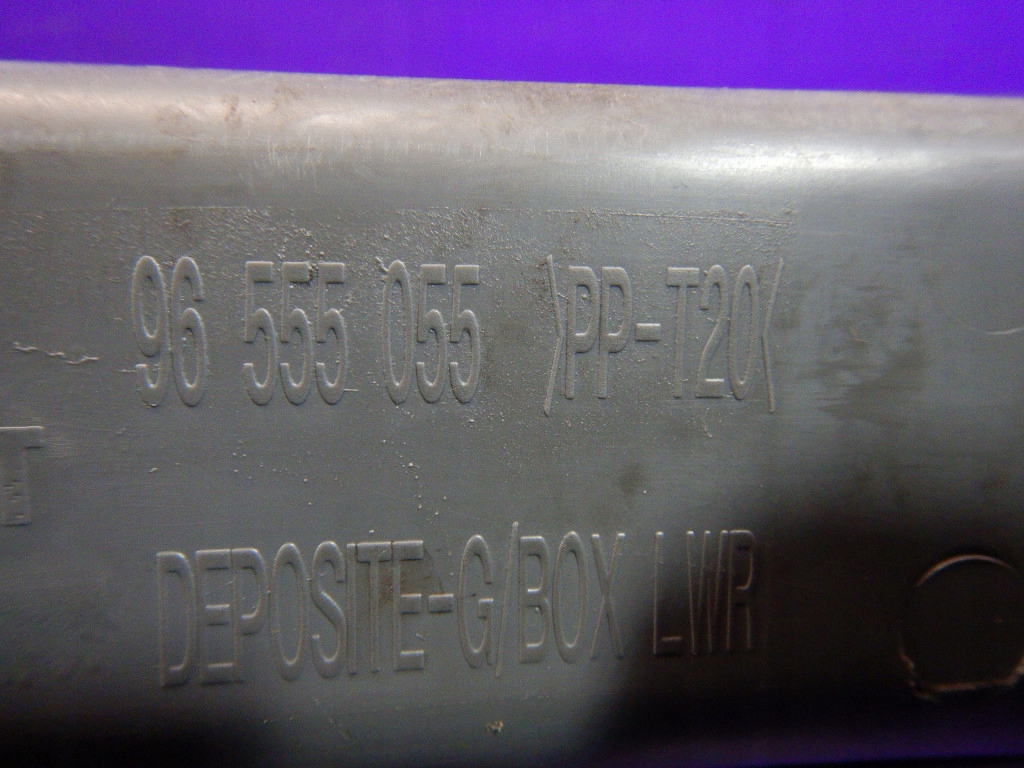 96 555 055 >PP-T20<
T
DEPOSITE-G/BOX LWR